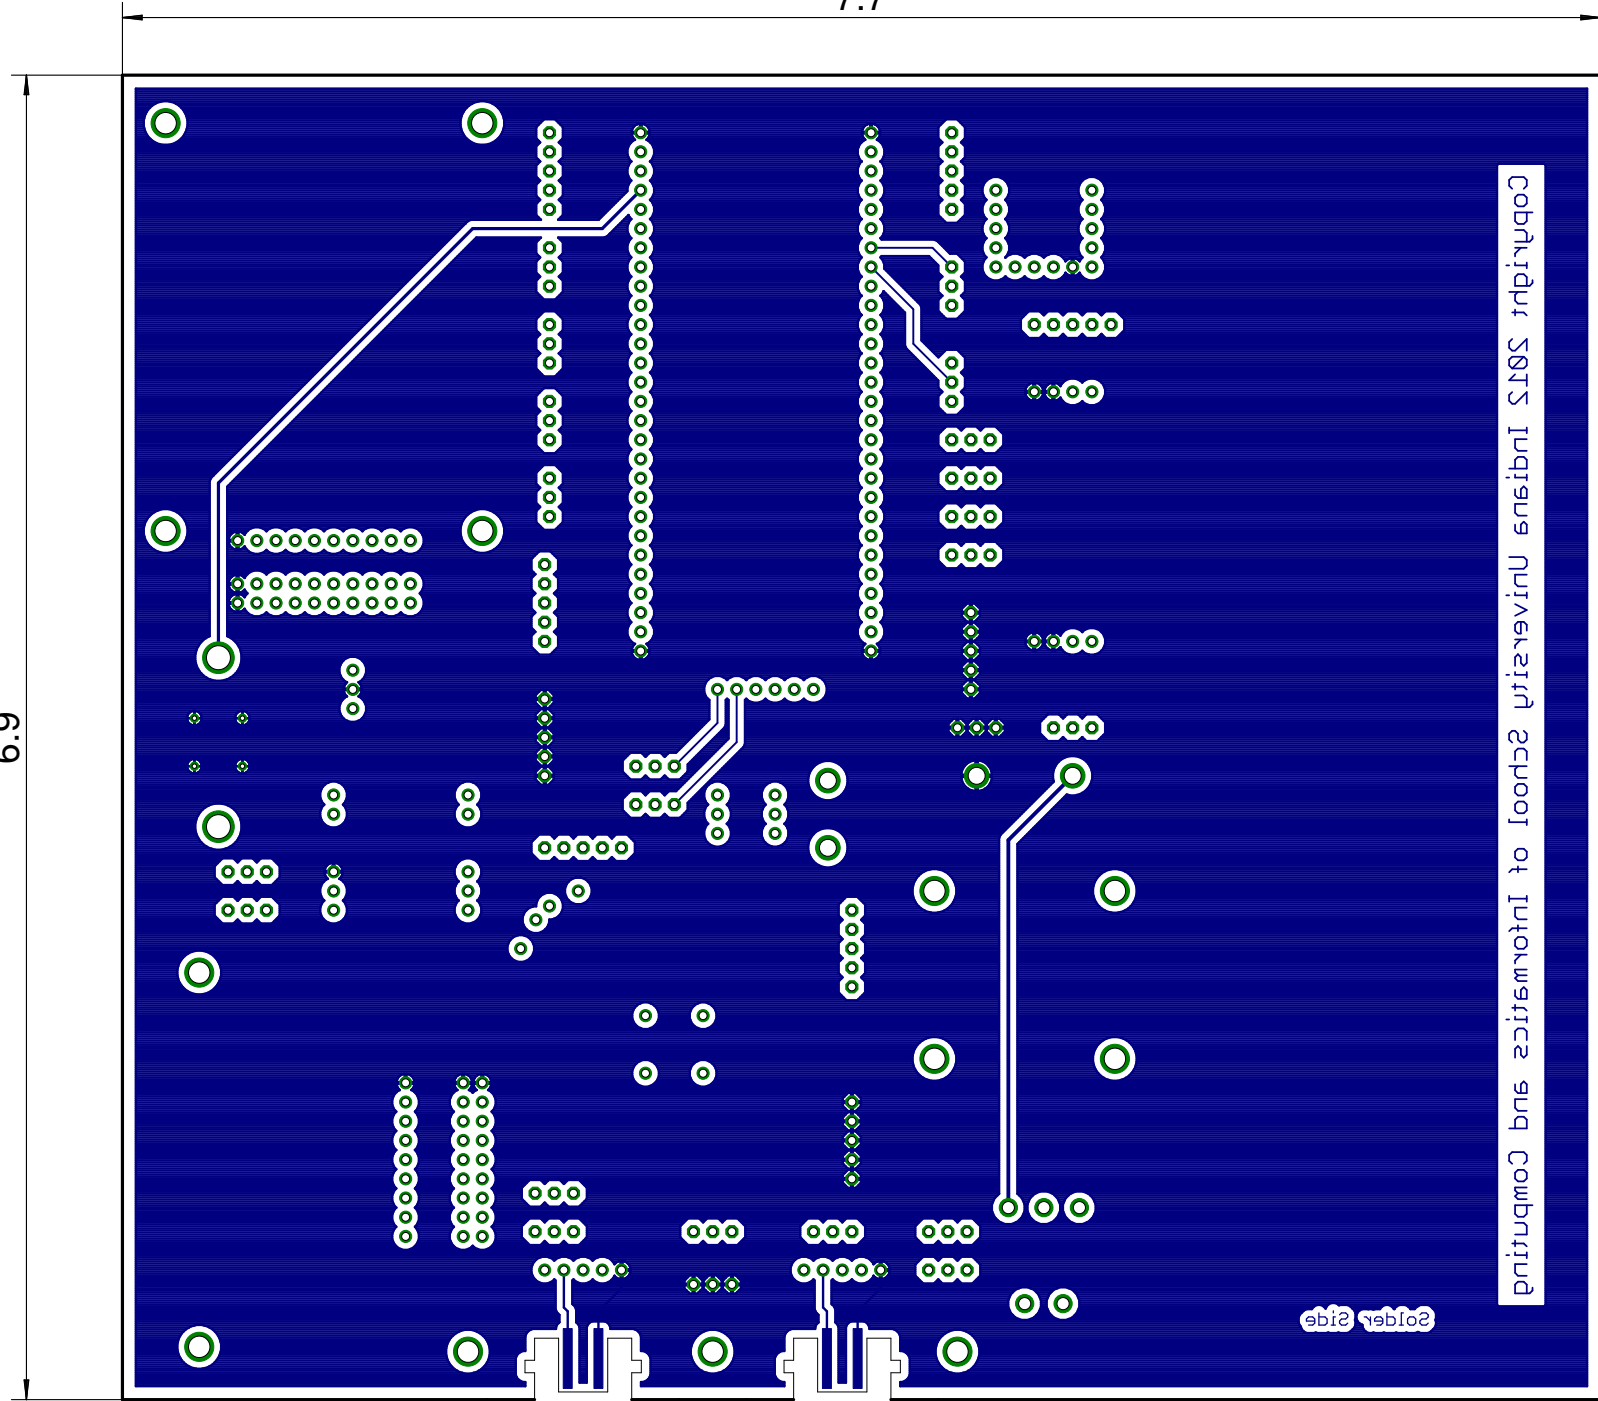 7.7
6.9
Copyright 2012 Indiana University School of Informatics and Computing
Solder Side